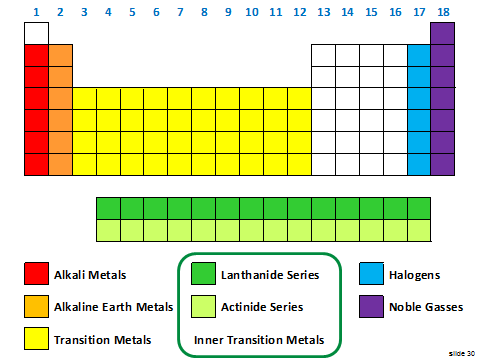 1 2 3 4 5 6 7 8 9 10 11 12 13 14 15 16 17 18
Alkali Metals
Lanthanide Series
Halogens
Alkaline Earth Metals
Actinide Series
Noble Gasses
Transition Metals
Inner Transition Metals
slide 30